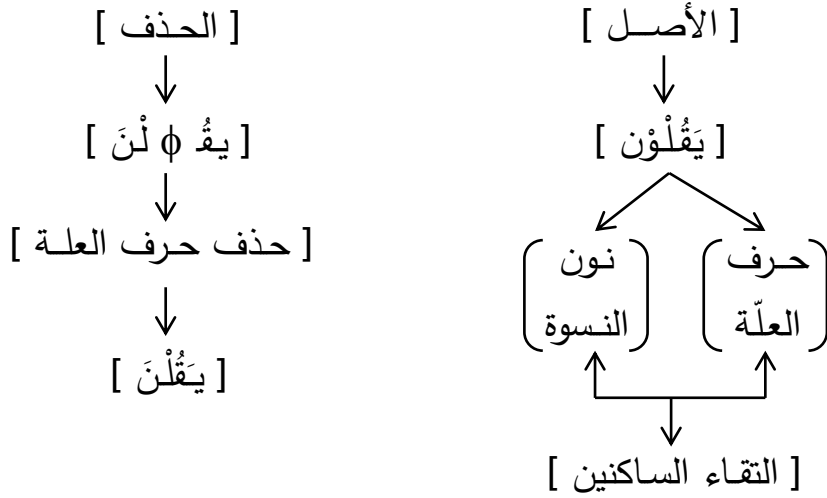 [ الأصل ]
[ يَقُلْوْن ]
حرف
العلّة
نون
النسوة
[ التقاء الساكنين ]
[ الحذف ]
[ يقُ ϕ لْنَ ]
[ حذف حرف العلة ]
[ يَقُلْنَ ]